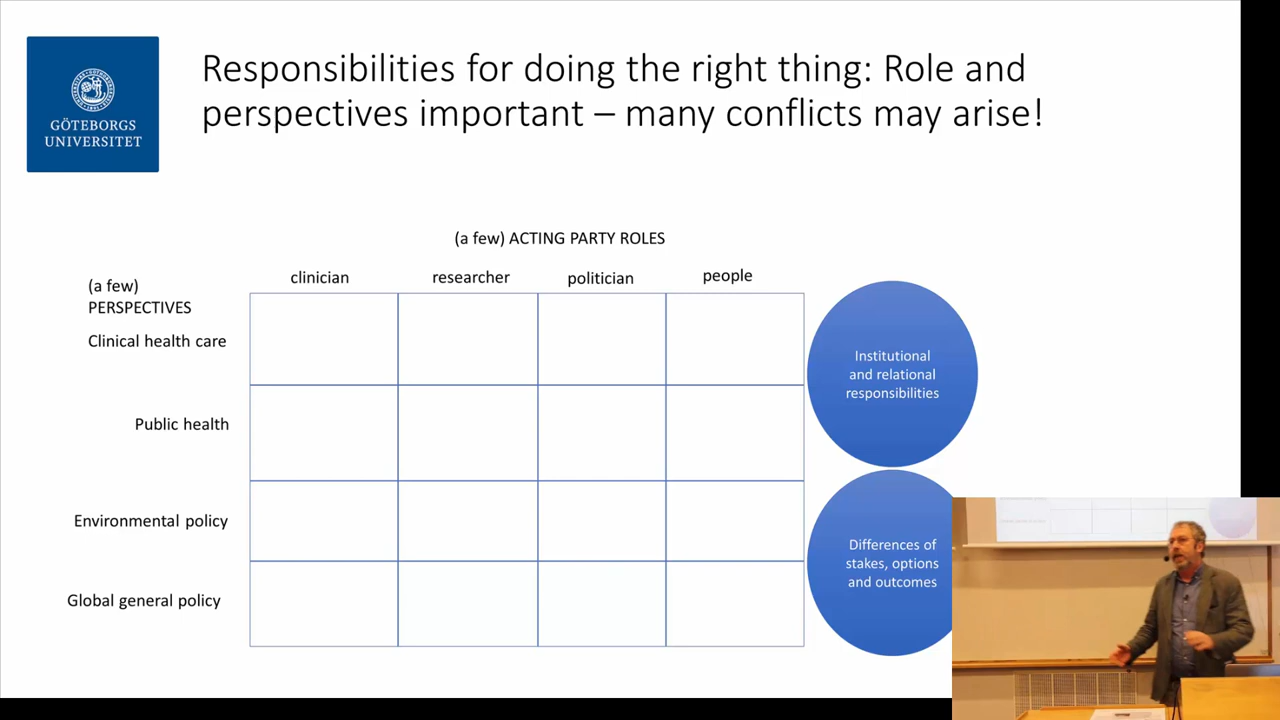 Responsibilities for doing the right thing: Role and
perspectives important – many conflicts may arise!
GÖTEBORGS
UNIVERSITET
(a few) ACTING PARTY ROLES
clinician
researcher
politician
people
(a few)
PERSPECTIVES
Clinical health care
Public health
Environmental policy
Global general policy
Institutional
and relational
responsibilities
Differences of
stakes, options
and outcomes